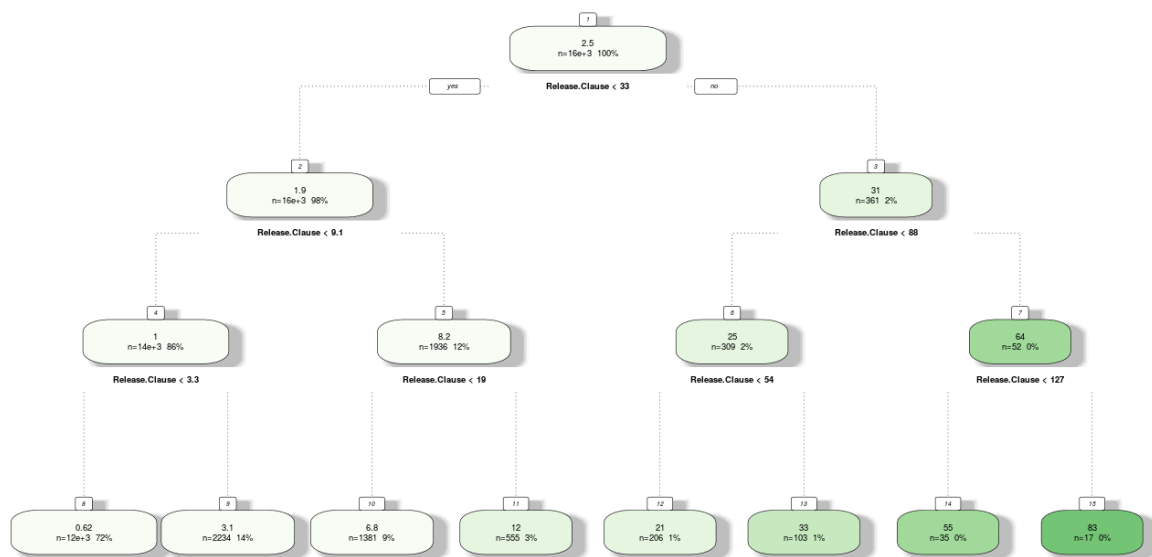 1
2.5
n=16e+3 100%
yes
Release.Clause < 33
no
2
3
1.9
n=16e+3 98%
31
n=361 2%
Release.Clause < 9.1
Release.Clause < 88
4
5
6
7
1
n=14e+3 86%
8.2
n=1936 12%
25
n=309 2%
64
n=52 0%
Release.Clause < 3.3
Release.Clause < 19
Release.Clause < 54
Release.Clause < 127
8
9
10
11
12
13
14
15
0.62
n=12e+3 72%
3.1
n=2234 14%
6.8
n=1381 9%
12
n=555 3%
21
n=206 1%
33
n=103 1%
55
n=35 0%
83
n=17 0%